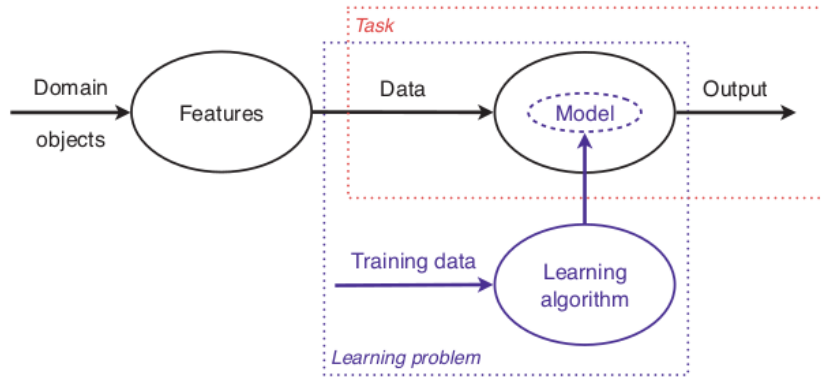 Task
Domain
objects
Features
Data
Model
Output
Training data
Learning
algorithm
Learning problem